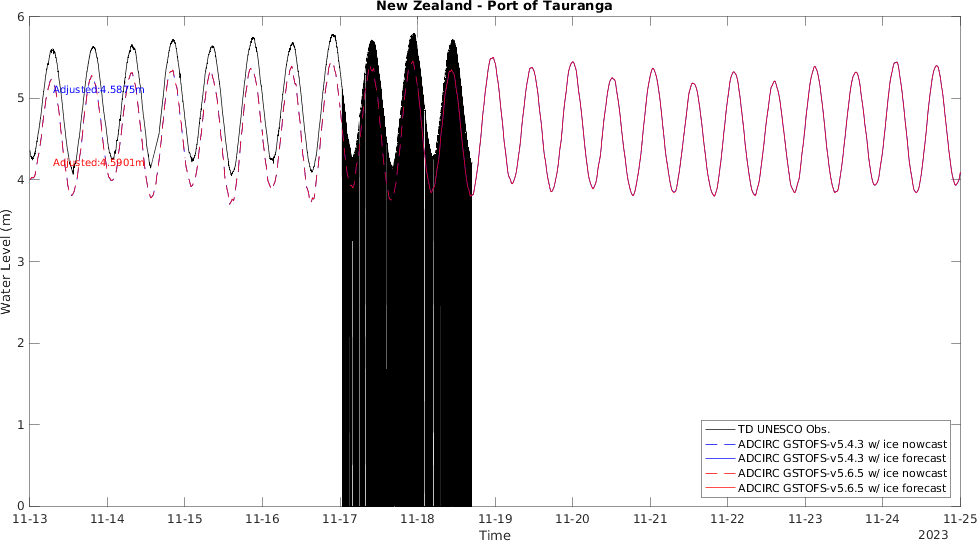 New Zealand - Port of Tauranga
6
5
4
3
2
1
0
Water Level (m)
Adjusted:4.5875m
Adjusted:4.5901m
TD UNESCO Obs.
ADCIRC GSTOFS-v5.4.3 w/ ice nowcast
ADCIRC GSTOFS-v5.4.3 w/ ice forecast
ADCIRC GSTOFS-v5.6.5 w/ ice nowcast
ADCIRC GSTOFS-v5.6.5 w/ ice forecast
11-13 11-14 11-15 11-16 11-17 11-18 11-19 11-20 11-21 11-22 11-23 11-24 11-25
Time
2023